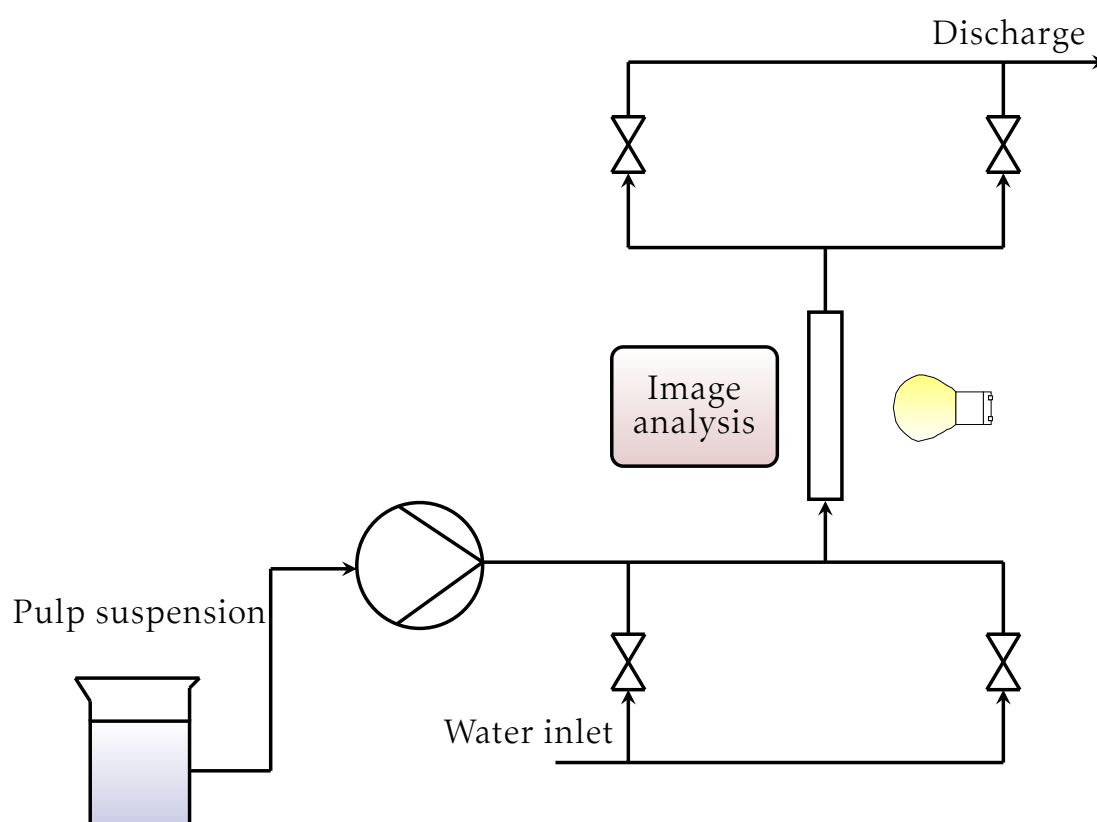 Discharge
Image
analysis
Pulp suspension
Water inlet